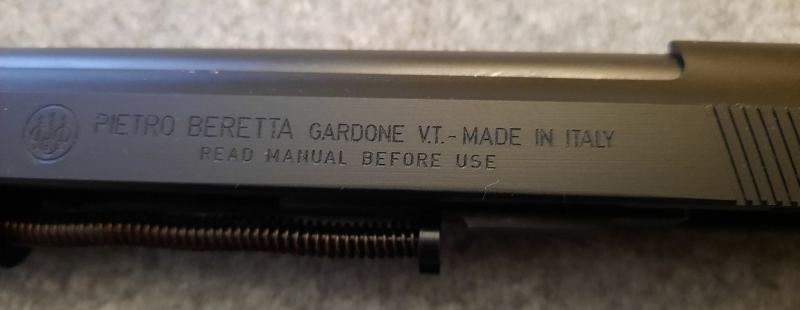 PIETRO BERETTA GARDONE V.T.-MADE IN ITALY
READ MANUAL BEFORE USE